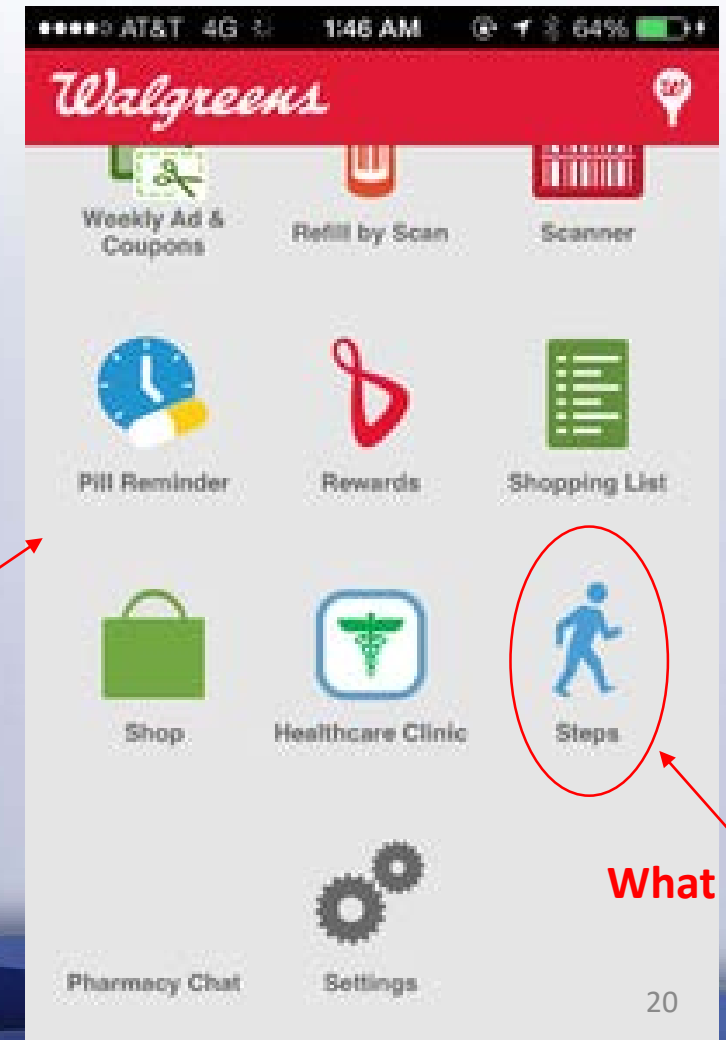 AT&T 4G 1:46 AM 64%
Walgreens
Weekly Ad &
Coupons
Refill by Scan
Scanner
Pill Reminder
Rewards
Shopping List
Shop
Healthcare Clinic
Steps
What
Pharmacy Chat
Settings
20